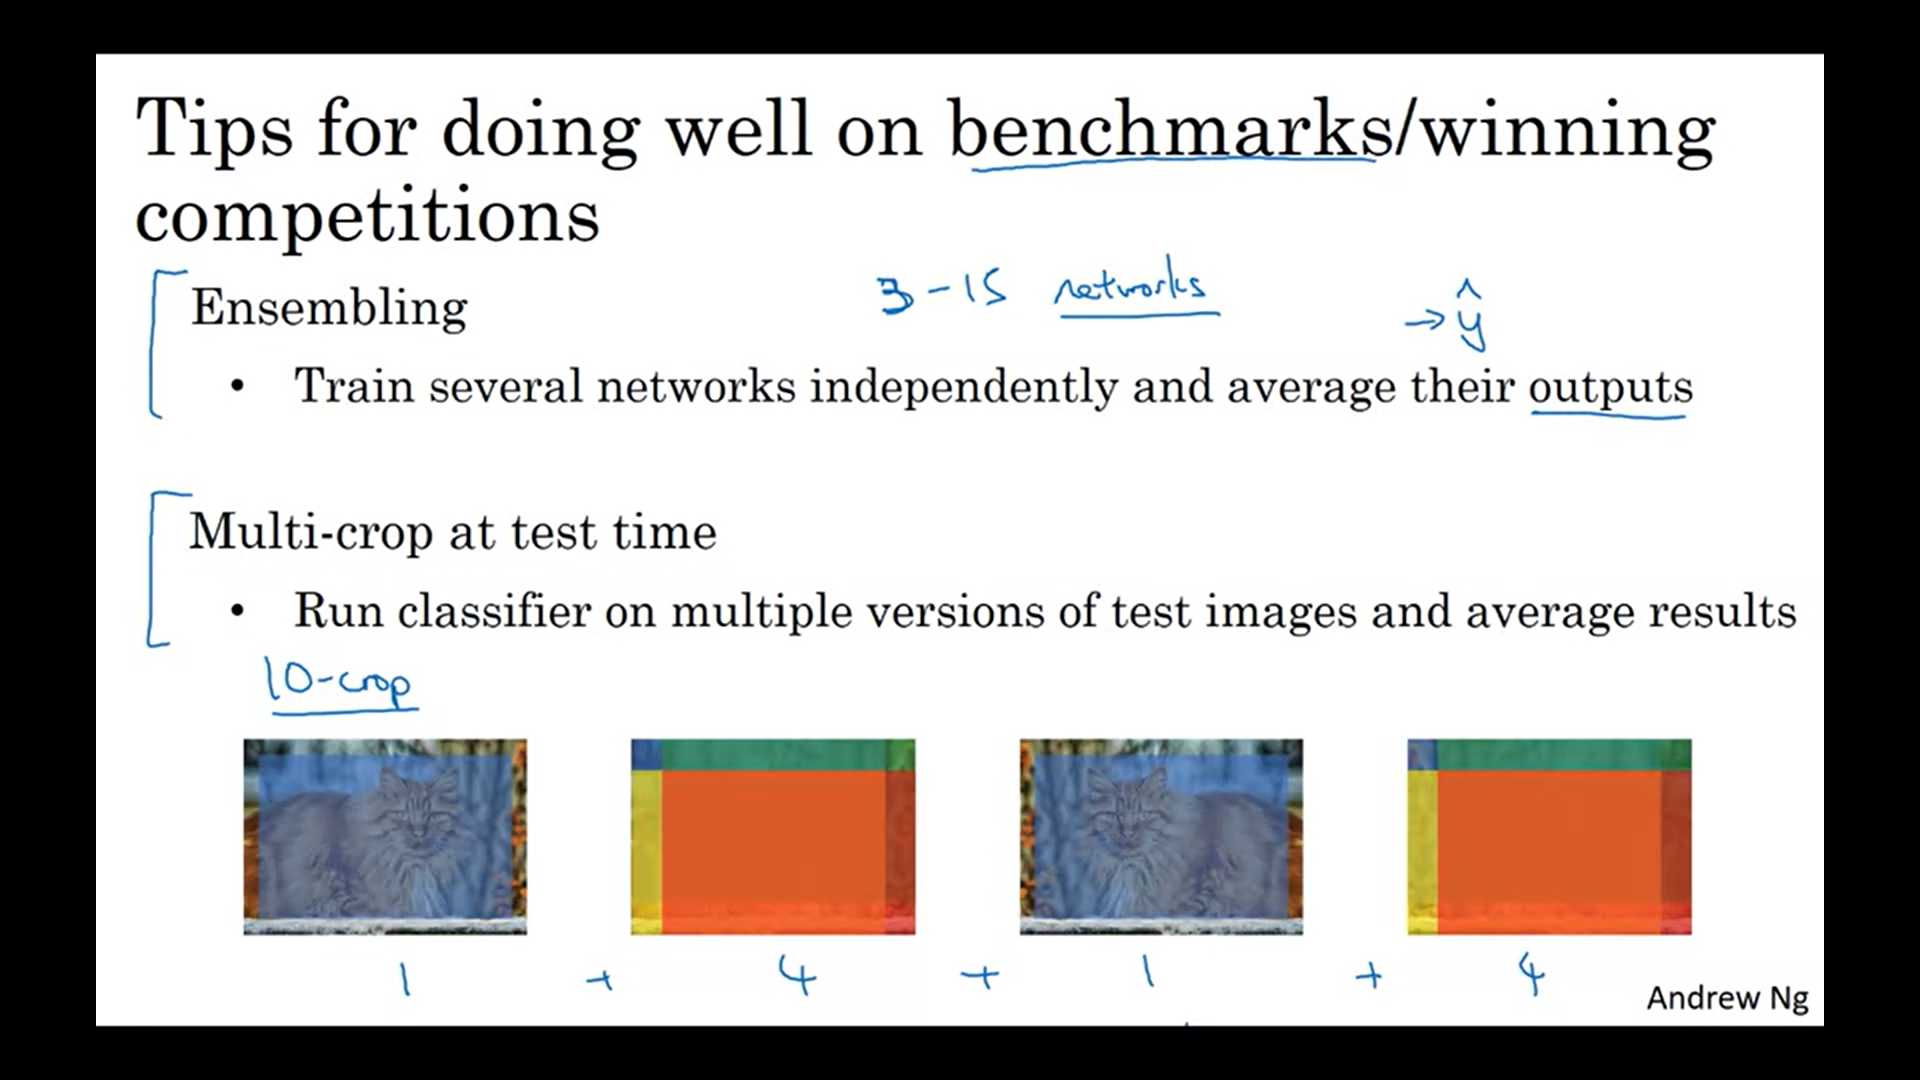 Tips for doing well on benchmarks/winning
competitions
Ensembling
3-15 networks
→ ŷ
• Train several networks independently and average their outputs
Multi-crop at test time
• Run classifier on multiple versions of test images and average results
10-crop
1 + 4 + 1 + 4
Andrew Ng